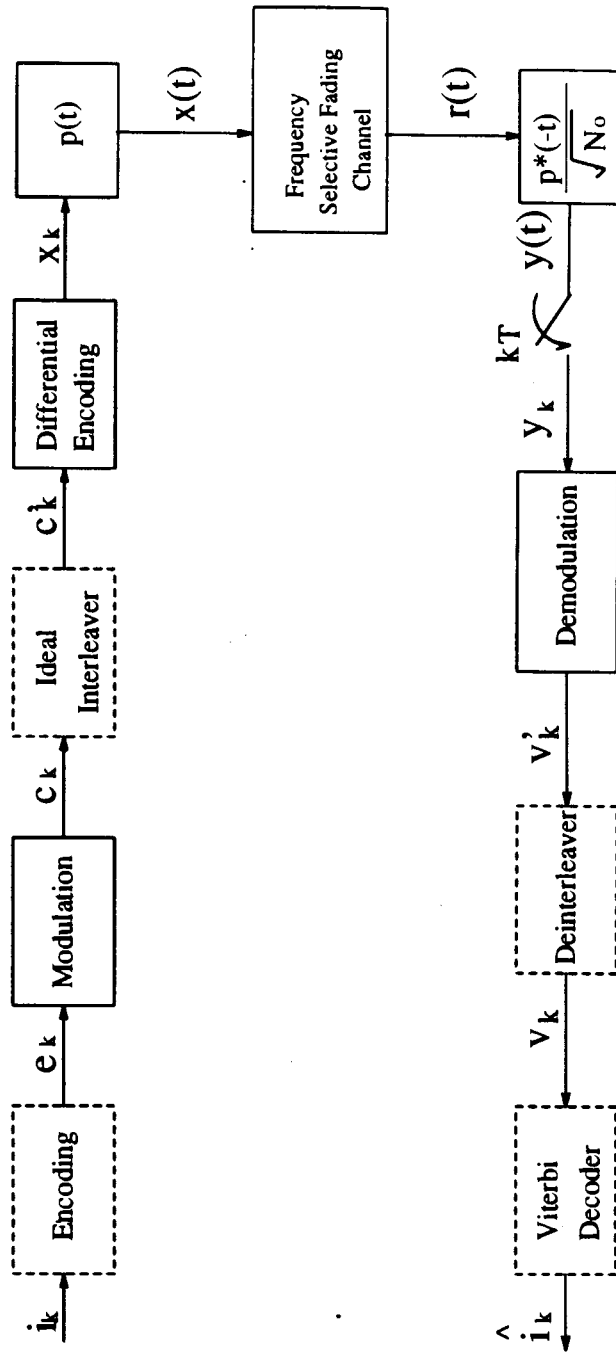 i_k
Encoding
e_k
Modulation
c_k
Ideal
Interleaver
c'_k
Differential
Encoding
x_k
p(t)
x(t)
Frequency
Selective Fading
Channel
r(t)
p*(-t)
√N₀
y(t)
kT
y_k
Demodulation
v'_k
Deinterleaver
v_k
Viterbi
Decoder
î_k